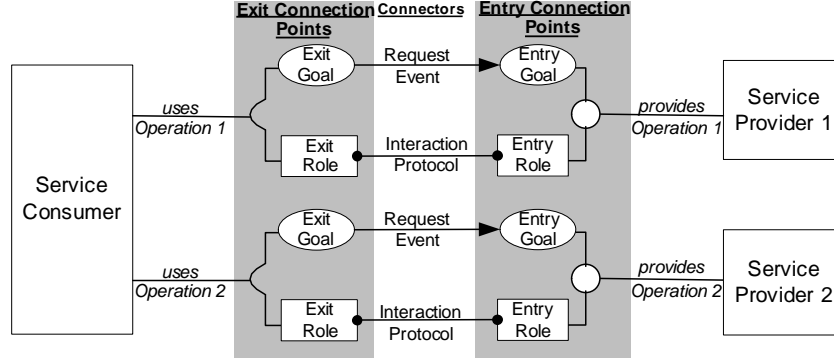 Exit Connection
Points
Connectors
Entry Connection
Points
Exit
Goal
Request
Event
Entry
Goal
uses
Operation 1
provides
Operation 1
Service
Provider 1
Exit
Role
Interaction
Protocol
Entry
Role
Service
Consumer
Exit
Goal
Request
Event
Entry
Goal
uses
Operation 2
provides
Operation 2
Service
Provider 2
Exit
Role
Interaction
Protocol
Entry
Role